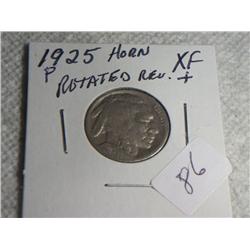 1925 HORN XF
P ROTATED REV. +
86